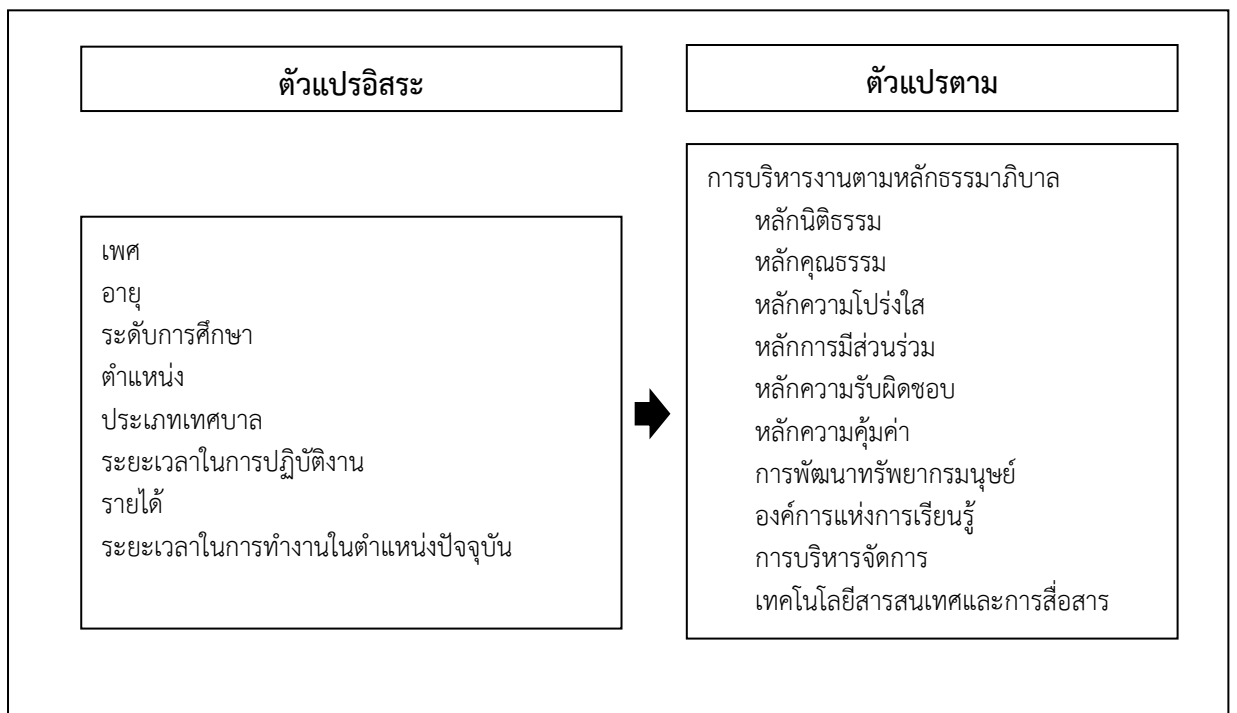 ตัวแปรอิสระ
เพศ
อายุ
ระดับการศึกษา
ตำแหน่ง
ประเภทเทศบาล
ระยะเวลาในการปฏิบัติงาน
รายได้
ระยะเวลาในการทำงานในตำแหน่งปัจจุบัน
ตัวแปรตาม
การบริหารงานตามหลักธรรมาภิบาล
หลักนิติธรรม
หลักคุณธรรม
หลักความโปร่งใส
หลักการมีส่วนร่วม
หลักความรับผิดชอบ
หลักความคุ้มค่า
การพัฒนาทรัพยากรมนุษย์
องค์การแห่งการเรียนรู้
การบริหารจัดการ
เทคโนโลยีสารสนเทศและการสื่อสาร